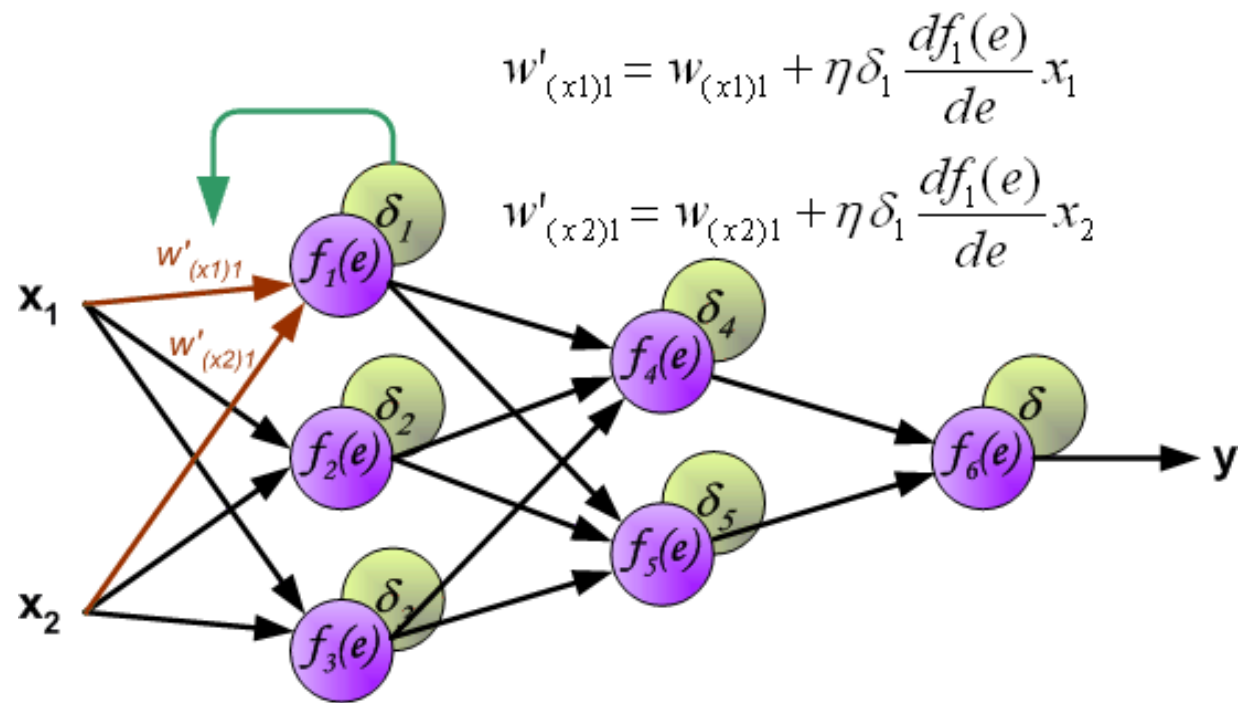 w'(x1)1 = w(x1)1 + ηδ1 df1(e)/de x1
w'(x2)1 = w(x2)1 + ηδ1 df1(e)/de x2
δ1
f1(e)
w'(x1)1
x1
w'(x2)1
δ4
f4(e)
δ2
f2(e)
δ
f6(e)
y
δ5
f5(e)
x2
δ3
f3(e)